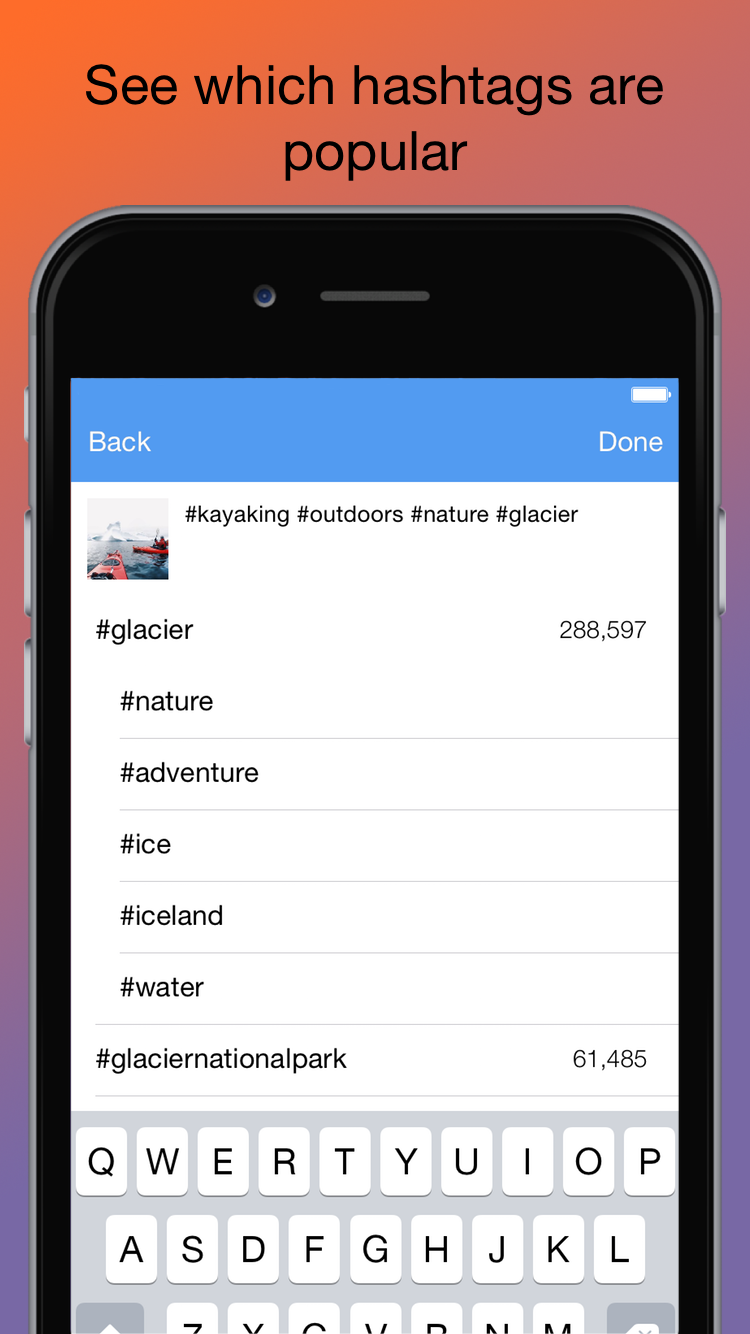 See which hashtags are
popular
Back Done
#kayaking #outdoors #nature #glacier
#glacier 288,597
#nature
#adventure
#ice
#iceland
#water
#glaciernationalpark 61,485
Q W E R T Y U I O P
A S D F G H J K L
Z X C V B N M